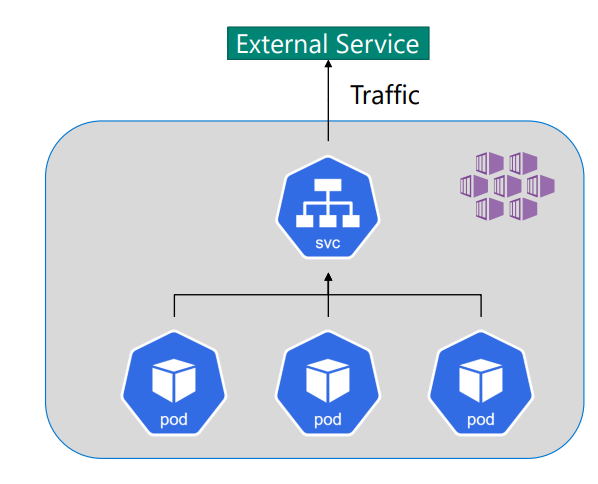 External Service
Traffic
svc
pod
pod
pod